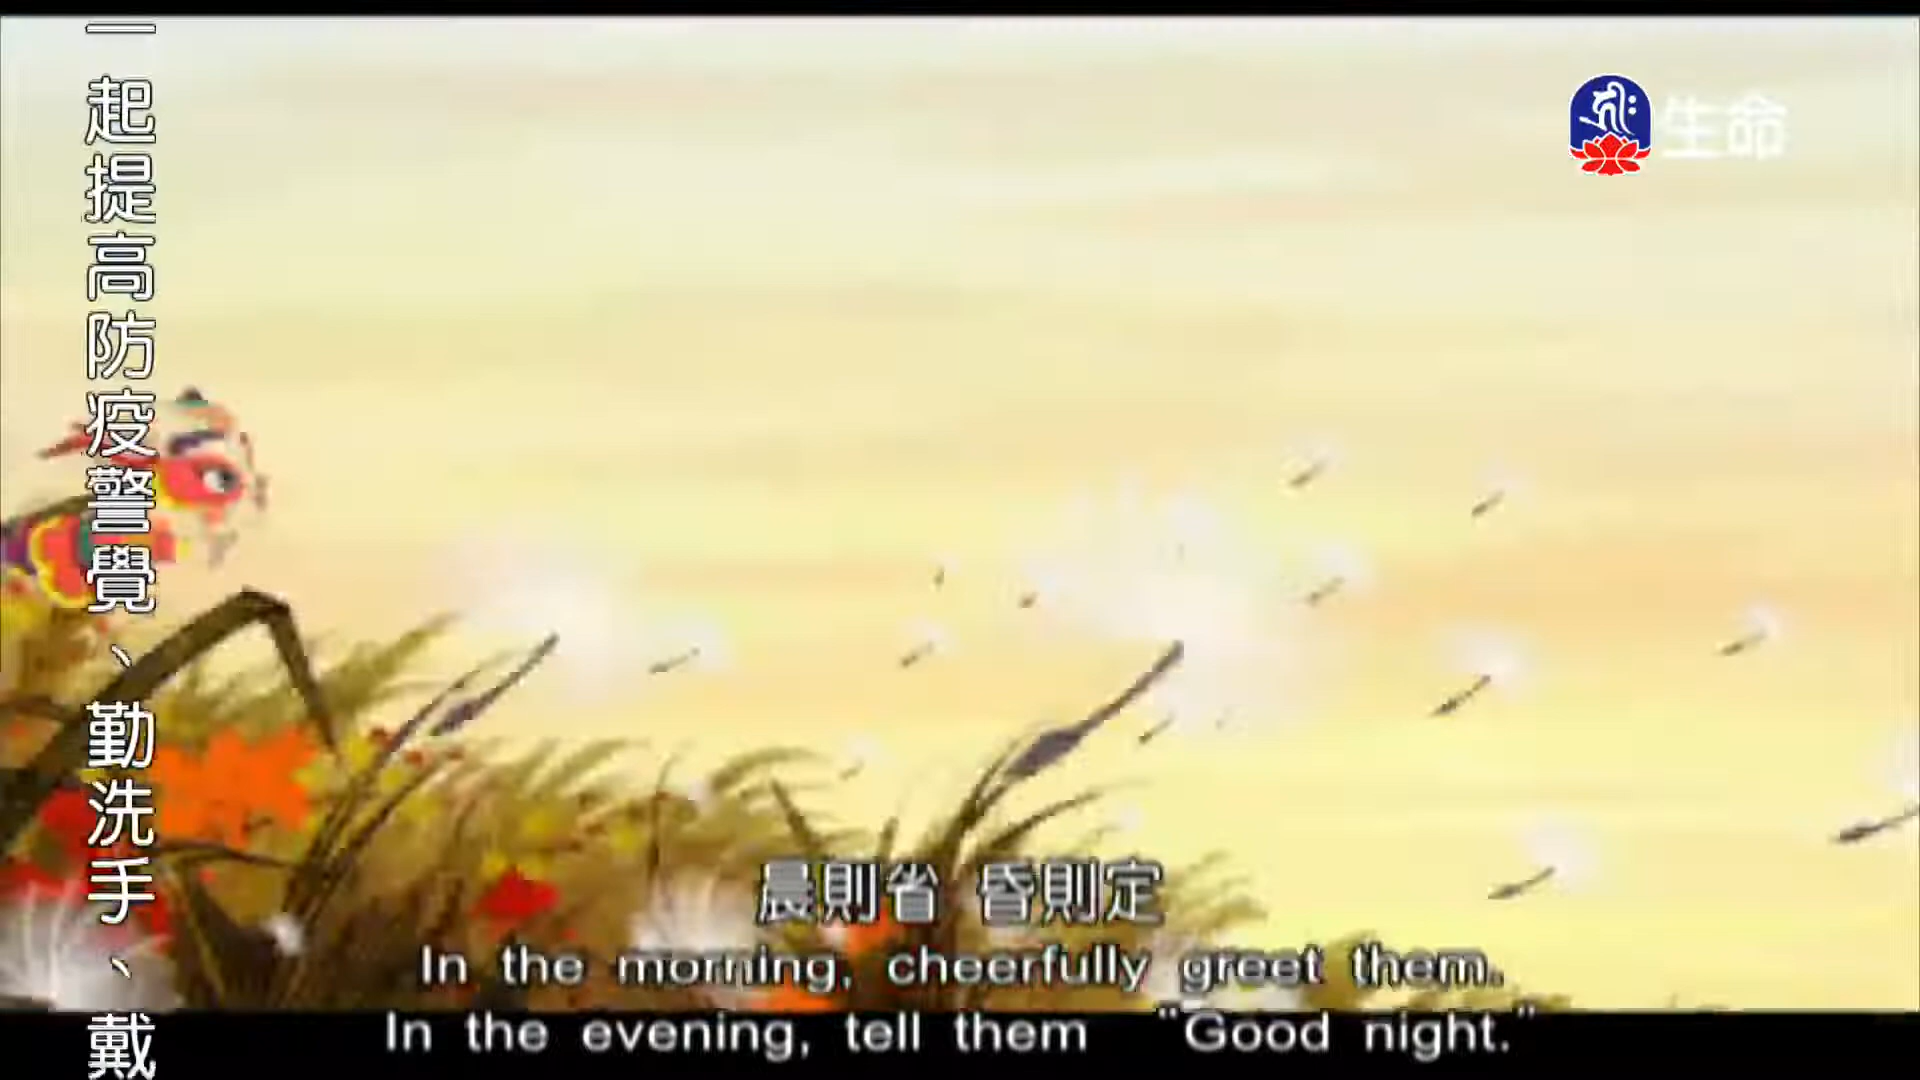 一起提高防疫警覺、勤洗手、戴
生命
晨則省 昏則定
In the morning, cheerfully greet them.
In the evening, tell them "Good night."